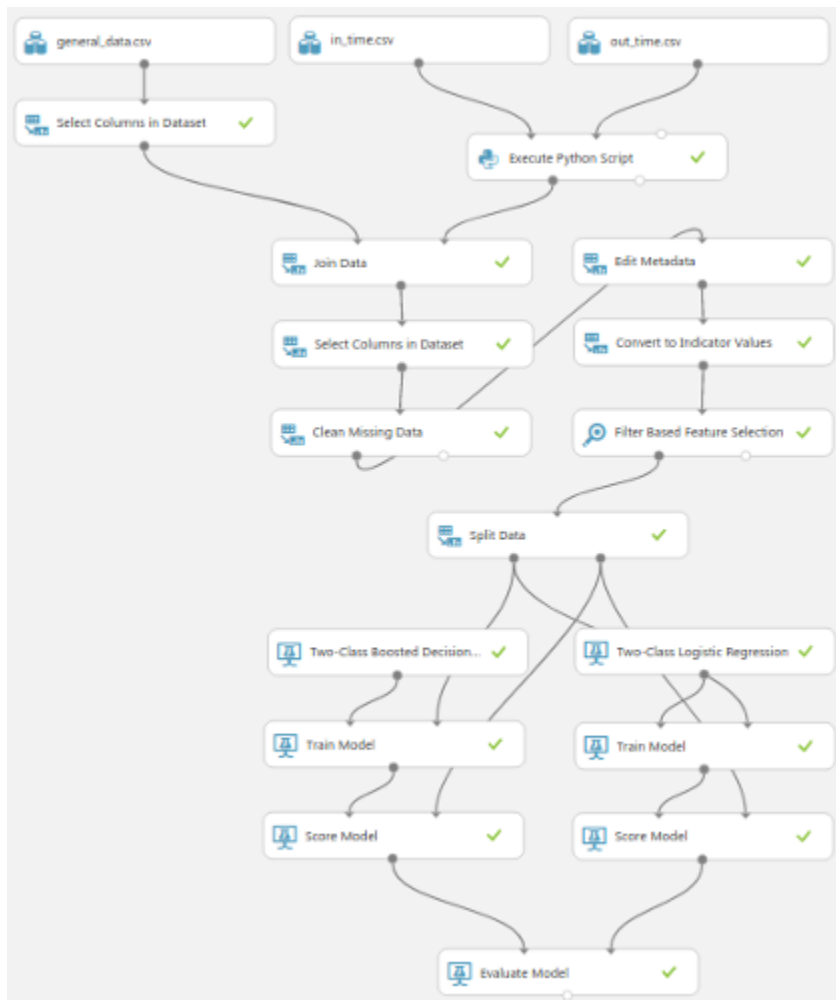 general_data.csv
in_time.csv
out_time.csv
Select Columns in Dataset
Execute Python Script
Join Data
Edit Metadata
Select Columns in Dataset
Convert to Indicator Values
Clean Missing Data
Filter Based Feature Selection
Split Data
Two-Class Boosted Decision...
Two-Class Logistic Regression
Train Model
Train Model
Score Model
Score Model
Evaluate Model